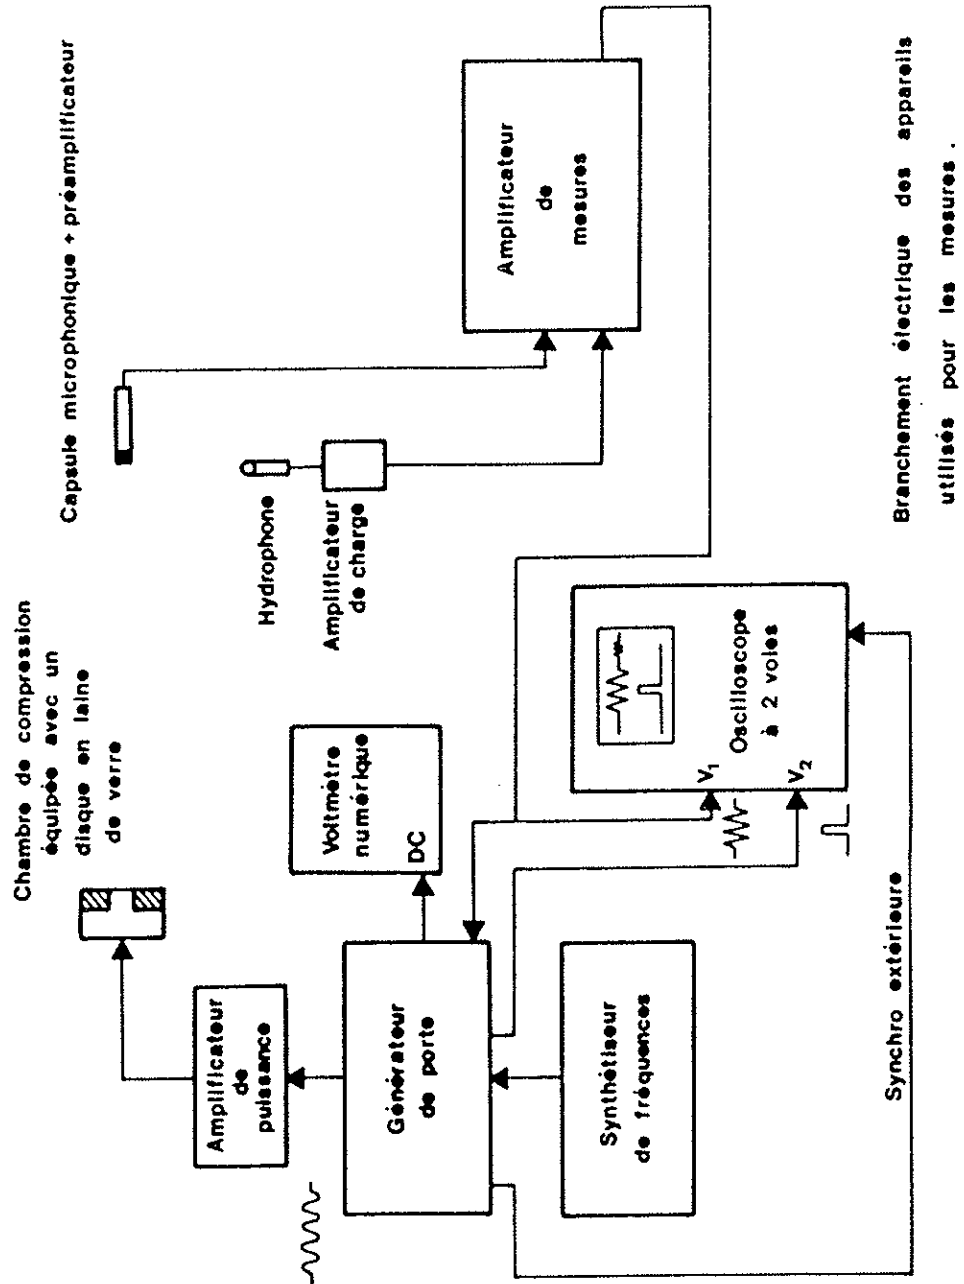 Chambre de compression
équipée avec un
disque en laine
de verre
Capsule microphonique + préamplificateur
Hydrophone
Amplificateur
de charge
Amplificateur
de
puissance
Voltmètre
numérique
DC
Générateur
de porte
Amplificateur
de
mesures
Synthétiseur
de fréquences
V1
V2
Oscilloscope
à 2 voies
Synchro extérieure
Branchement électrique des appareils
utilisés pour les mesures.